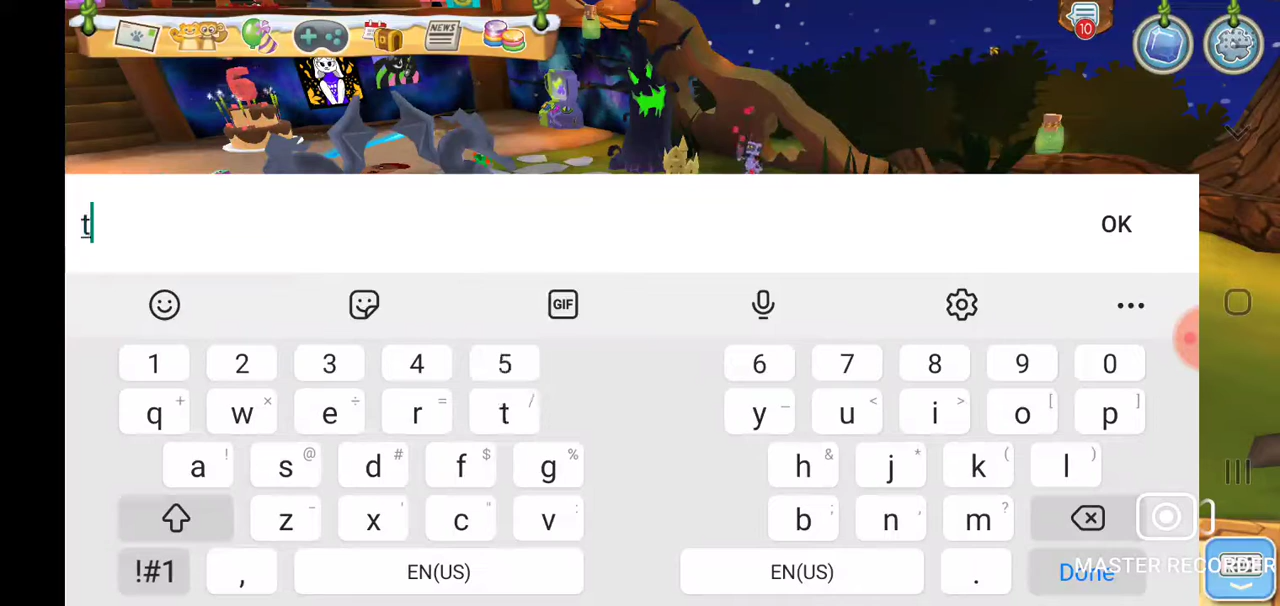 NEWS
10
t
OK
GIF
1 2 3 4 5 6 7 8 9 0
q + w × e ÷ r = t / y _ u < i > o [ p ]
a ! s @ d # f $ g % h & j * k ( l )
z - x ' c " v : b ; n , m ?
!#1 , EN(US) EN(US) . Done
MASTER RECORDER